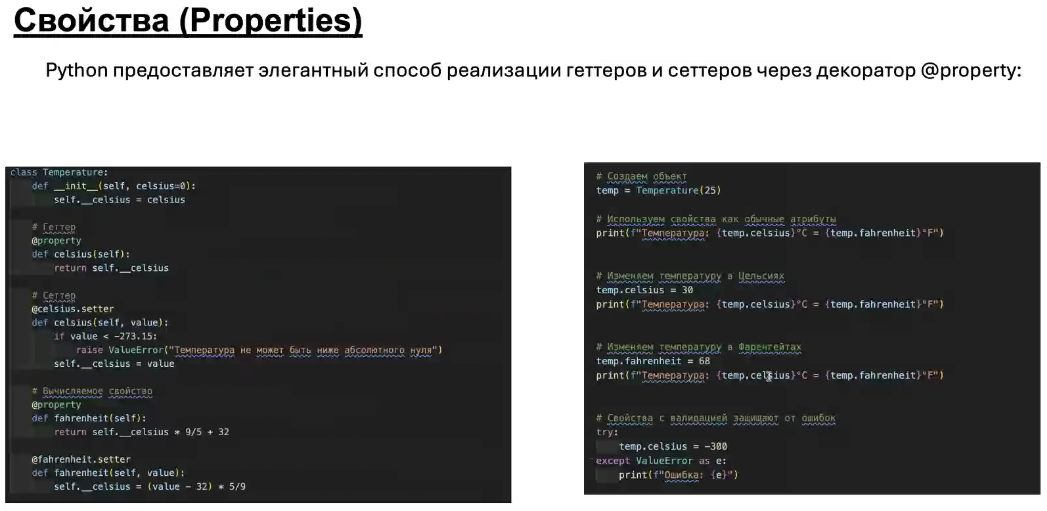 Свойства (Properties)
Python предоставляет элегантный способ реализации геттеров и сеттеров через декоратор @property:
class Temperature:
    def __init__(self, celsius=0):
        self.__celsius = celsius
    # Геттер
    @property
    def celsius(self):
        return self.__celsius
    # Сеттер
    @celsius.setter
    def celsius(self, value):
        if value < -273.15:
            raise ValueError("Температура не может быть ниже абсолютного нуля")
        self.__celsius = value
    # Вычисляемое свойство
    @property
    def fahrenheit(self):
        return self.__celsius * 9/5 + 32
    @fahrenheit.setter
    def fahrenheit(self, value):
        self.__celsius = (value - 32) * 5/9
# Создаем объект
temp = Temperature(25)
# Используем свойства как обычные атрибуты
print(f"Температура: {temp.celsius}°C = {temp.fahrenheit}°F")
# Изменяем температуру в Цельсиях
temp.celsius = 30
print(f"Температура: {temp.celsius}°C = {temp.fahrenheit}°F")
# Изменяем температуру в Фаренгейтах
temp.fahrenheit = 68
print(f"Температура: {temp.celsius}°C = {temp.fahrenheit}°F")
# Свойства с валидацией защищают от ошибок
try:
    temp.celsius = -300
except ValueError as e:
    print(f"Ошибка: {e}")